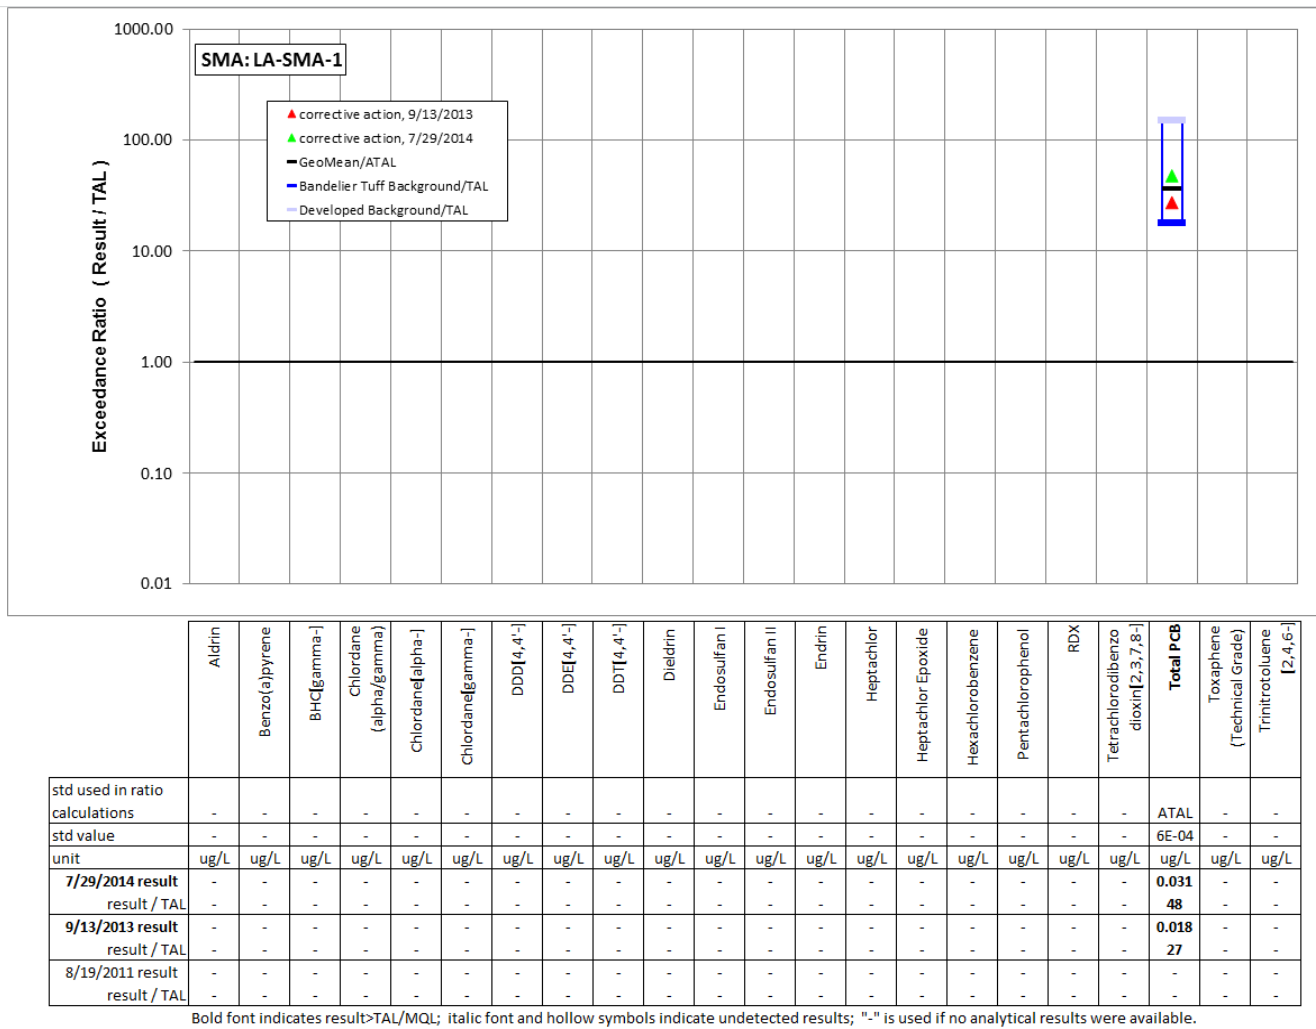 1000.00
100.00
10.00
1.00
0.10
0.01
Exceedance Ratio ( Result / TAL )
SMA: LA-SMA-1
corrective action, 9/13/2013
corrective action, 7/29/2014
GeoMean/ATAL
Bandelier Tuff Background/TAL
Developed Background/TAL
Aldrin
Benzo(a)pyrene
BHC[gamma-]
Chlordane
(alpha/gamma)
Chlordane[alpha-]
Chlordane[gamma-]
DDD[4,4'-]
DDE[4,4'-]
DDT[4,4'-]
Dieldrin
Endosulfan I
Endosulfan II
Endrin
Heptachlor
Heptachlor Epoxide
Hexachlorobenzene
Pentachlorophenol
RDX
Tetrachlorodibenzo
dioxin[2,3,7,8-]
Total PCB
Toxaphene
(Technical Grade)
Trinitrotoluene
[2,4,6-]
std used in ratio
calculations - - - - - - - - - - - - - - - - - - - ATAL - -
std value 6E-04
unit ug/L ug/L ug/L ug/L ug/L ug/L ug/L ug/L ug/L ug/L ug/L ug/L ug/L ug/L ug/L ug/L ug/L ug/L ug/L ug/L ug/L ug/L
7/29/2014 result - - - - - - - - - - - - - - - - - - - 0.031 - -
result / TAL - - - - - - - - - - - - - - - - - - - 48 - -
9/13/2013 result - - - - - - - - - - - - - - - - - - - 0.018 - -
result / TAL - - - - - - - - - - - - - - - - - - - 27 - -
8/19/2011 result - - - - - - - - - - - - - - - - - - - - - -
result / TAL - - - - - - - - - - - - - - - - - - - - - -
Bold font indicates result>TAL/MQL; italic font and hollow symbols indicate undetected results; "-" is used if no analytical results were available.